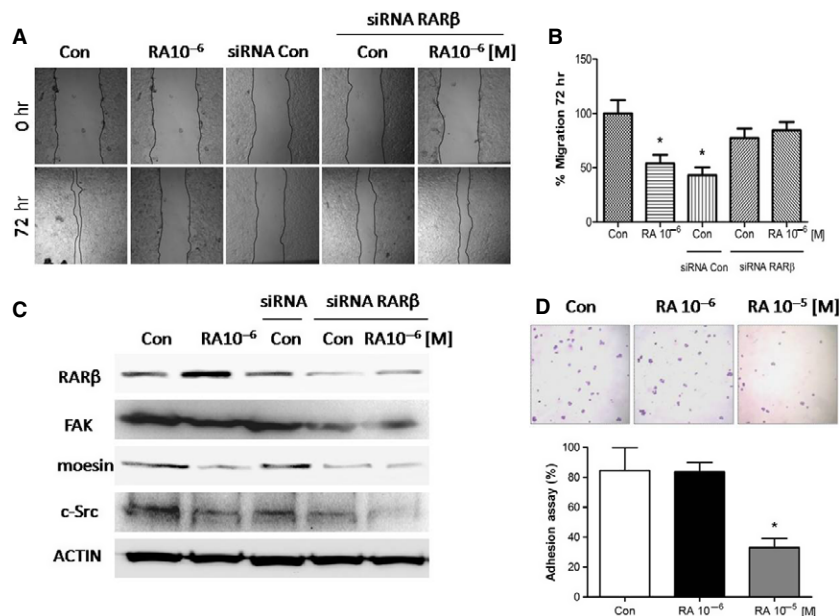 A
siRNA RARβ
Con RA10⁻⁶ siRNA Con Con RA10⁻⁶ [M]
0 hr
72 hr
B
% Migration 72 hr
150
100
50
0
Con RA 10⁻⁶ Con Con RA 10⁻⁶ [M]
siRNA Con siRNA RARβ
C
siRNA siRNA RARβ
Con RA10⁻⁶ Con Con RA10⁻⁶ [M]
RARβ
FAK
moesin
c-Src
ACTIN
D
Con RA 10⁻⁶ RA 10⁻⁵ [M]
Adhesion assay (%)
100
80
60
40
20
0
Con RA 10⁻⁶ RA 10⁻⁵ [M]
*
*
*